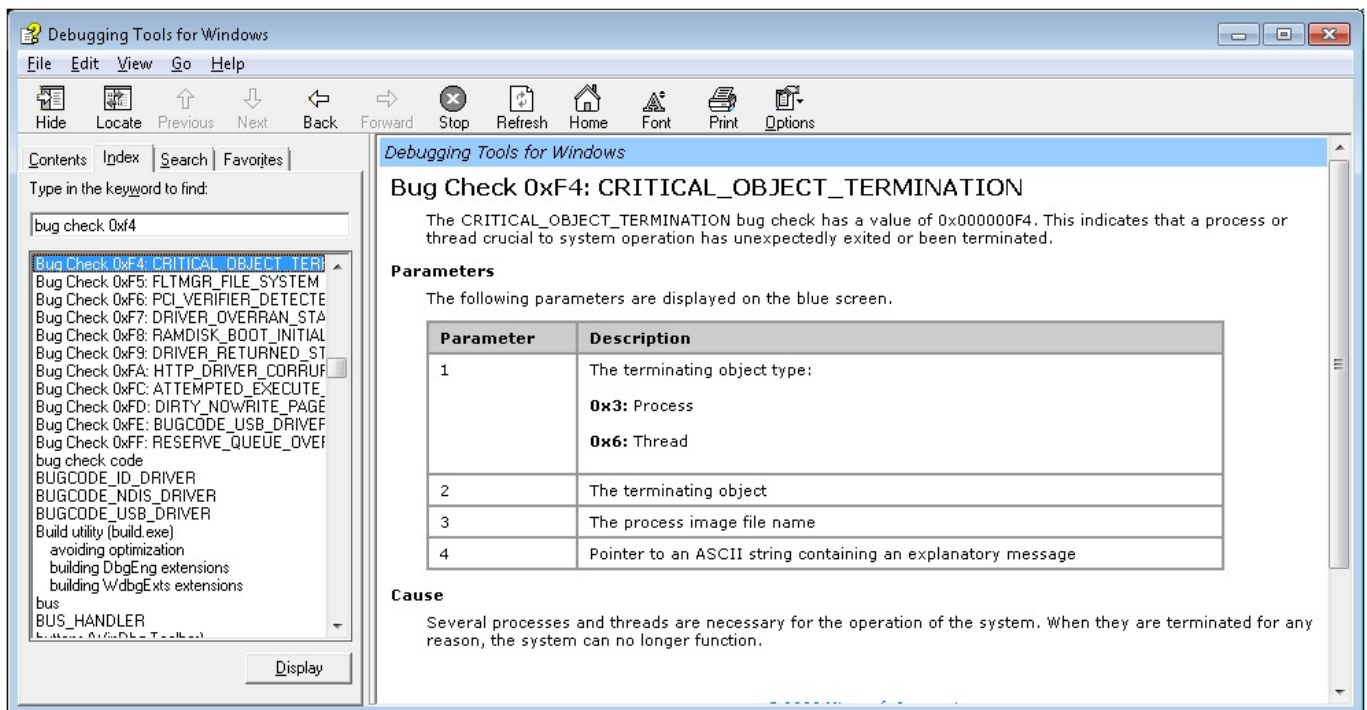 Debugging Tools for Windows
File Edit View Go Help
Hide Locate Previous Next Back Forward Stop Refresh Home Font Print Options
Contents Index Search Favorites
Type in the keyword to find:
bug check 0xf4
Bug Check 0xF4: CRITICAL_OBJECT_TERI
Bug Check 0xF5: FLTMGR_FILE_SYSTEM
Bug Check 0xF6: PCI_VERIFIER_DETECTE
Bug Check 0xF7: DRIVER_OVERRAN_STA
Bug Check 0xF8: RAMDISK_BOOT_INITIAL
Bug Check 0xF9: DRIVER_RETURNED_ST
Bug Check 0xFA: HTTP_DRIVER_CORRUF
Bug Check 0xFC: ATTEMPTED_EXECUTE_
Bug Check 0xFD: DIRTY_NOWRITE_PAGE
Bug Check 0xFE: BUGCODE_USB_DRIVEF
Bug Check 0xFF: RESERVE_QUEUE_OVEF
bug check code
BUGCODE_ID_DRIVER
BUGCODE_NDIS_DRIVER
BUGCODE_USB_DRIVER
Build utility (build.exe)
avoiding optimization
building DbgEng extensions
building WdbgExts extensions
bus
BUS_HANDLER
Display
Debugging Tools for Windows
Bug Check 0xF4: CRITICAL_OBJECT_TERMINATION
The CRITICAL_OBJECT_TERMINATION bug check has a value of 0x000000F4. This indicates that a process or
thread crucial to system operation has unexpectedly exited or been terminated.
Parameters
The following parameters are displayed on the blue screen.
Parameter Description
1 The terminating object type:
0x3: Process
0x6: Thread
2 The terminating object
3 The process image file name
4 Pointer to an ASCII string containing an explanatory message
Cause
Several processes and threads are necessary for the operation of the system. When they are terminated for any
reason, the system can no longer function.